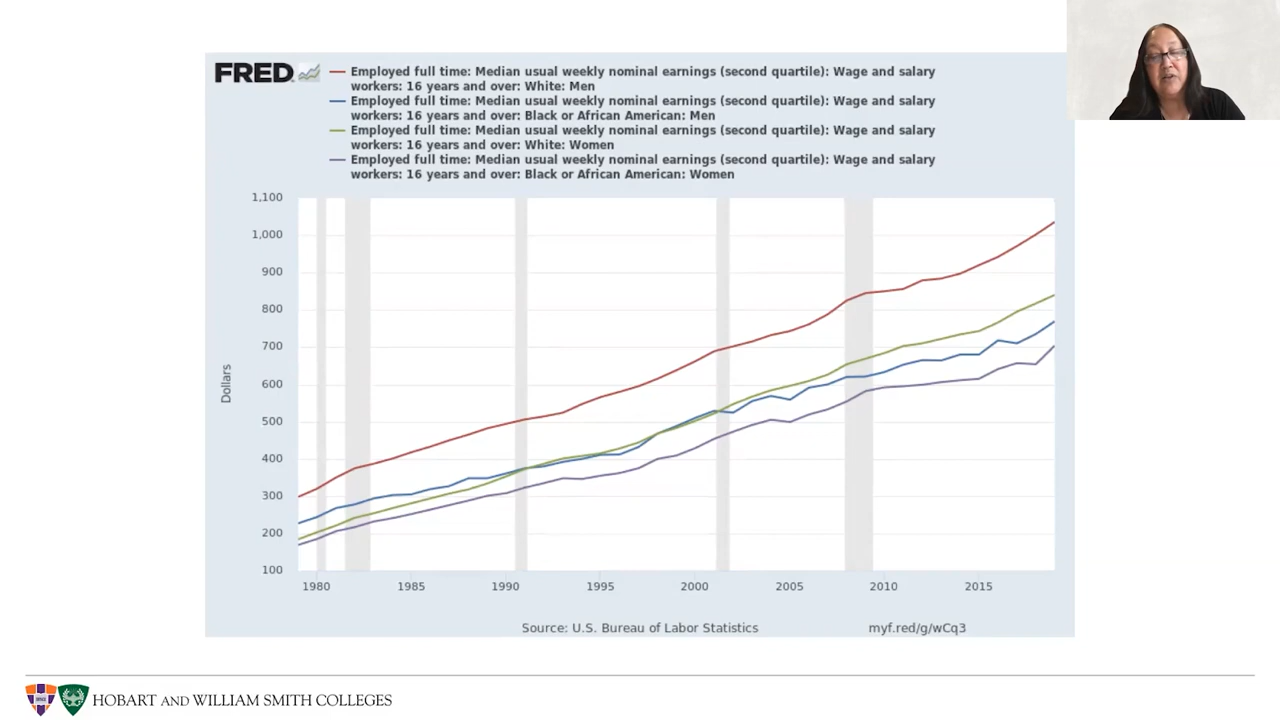 FRED
Employed full time: Median usual weekly nominal earnings (second quartile): Wage and salary
workers: 16 years and over: White: Men
Employed full time: Median usual weekly nominal earnings (second quartile): Wage and salary
workers: 16 years and over: Black or African American: Men
Employed full time: Median usual weekly nominal earnings (second quartile): Wage and salary
workers: 16 years and over: White: Women
Employed full time: Median usual weekly nominal earnings (second quartile): Wage and salary
workers: 16 years and over: Black or African American: Women
1,100
1,000
900
800
700
600
500
400
300
200
100
Dollars
1980 1985 1990 1995 2000 2005 2010 2015
Source: U.S. Bureau of Labor Statistics myf.red/g/wCq3
HOBART AND WILLIAM SMITH COLLEGES